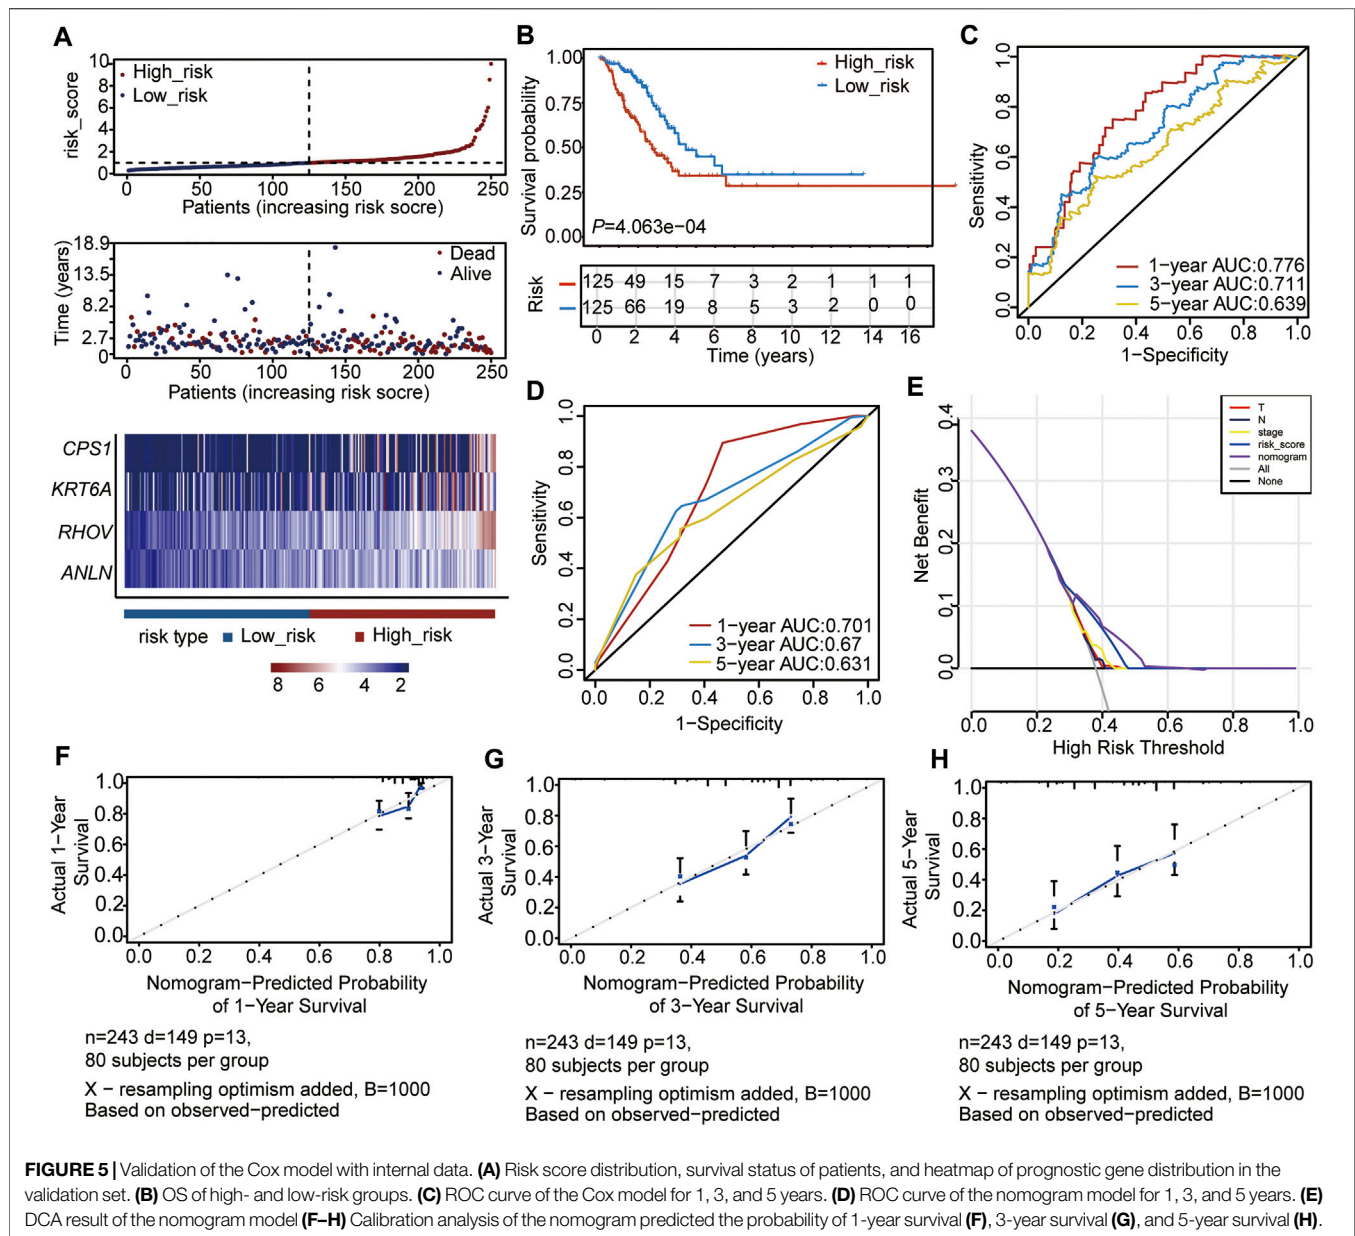 A
10
8
6
4
2
0
risk_score
High_risk
Low_risk
0 50 100 150 200 250
Patients (increasing risk socre)
18.9
13.5
8.2
2.7
0
Time (years)
Dead
Alive
0 50 100 150 200 250
Patients (increasing risk socre)
CPS1
KRT6A
RHOV
ANLN
risk type Low_risk High_risk
8 6 4 2
B
1.00
0.75
0.50
0.25
0.00
Survival probability
High_risk
Low_risk
P=4.063e−04
Risk
125 49 15 7 3 2 1 1 1
125 66 19 8 5 3 2 0 0
0 2 4 6 8 10 12 14 16
Time (years)
C
1.0
0.8
0.6
0.4
0.2
0.0
Sensitivity
1−year AUC:0.776
3−year AUC:0.711
5−year AUC:0.639
0.0 0.2 0.4 0.6 0.8 1.0
1−Specificity
D
1.0
0.8
0.6
0.4
0.2
0.0
Sensitivity
1−year AUC:0.701
3−year AUC:0.67
5−year AUC:0.631
0.0 0.2 0.4 0.6 0.8 1.0
1−Specificity
E
0.4
0.3
0.2
0.1
0.0
Net Benefit
T
N
stage
risk_score
nomogram
All
None
0.0 0.2 0.4 0.6 0.8 1.0
High Risk Threshold
F
1.0
0.8
0.6
0.4
0.2
0.0
Actual 1−Year
Survival
0.0 0.2 0.4 0.6 0.8 1.0
Nomogram−Predicted Probability
of 1−Year Survival
n=243 d=149 p=13,
80 subjects per group
X − resampling optimism added, B=1000
Based on observed−predicted
G
1.0
0.8
0.6
0.4
0.2
0.0
Actual 3−Year
Survival
0.0 0.2 0.4 0.6 0.8 1.0
Nomogram−Predicted Probability
of 3−Year Survival
n=243 d=149 p=13,
80 subjects per group
X − resampling optimism added, B=1000
Based on observed−predicted
H
1.0
0.8
0.6
0.4
0.2
0.0
Actual 5−Year
Survival
0.0 0.2 0.4 0.6 0.8 1.0
Nomogram−Predicted Probability
of 5−Year Survival
n=243 d=149 p=13,
80 subjects per group
X − resampling optimism added, B=1000
Based on observed−predicted
FIGURE 5 | Validation of the Cox model with internal data. (A) Risk score distribution, survival status of patients, and heatmap of prognostic gene distribution in the
validation set. (B) OS of high- and low-risk groups. (C) ROC curve of the Cox model for 1, 3, and 5 years. (D) ROC curve of the nomogram model for 1, 3, and 5 years. (E)
DCA result of the nomogram model (F–H) Calibration analysis of the nomogram predicted the probability of 1-year survival (F), 3-year survival (G), and 5-year survival (H).